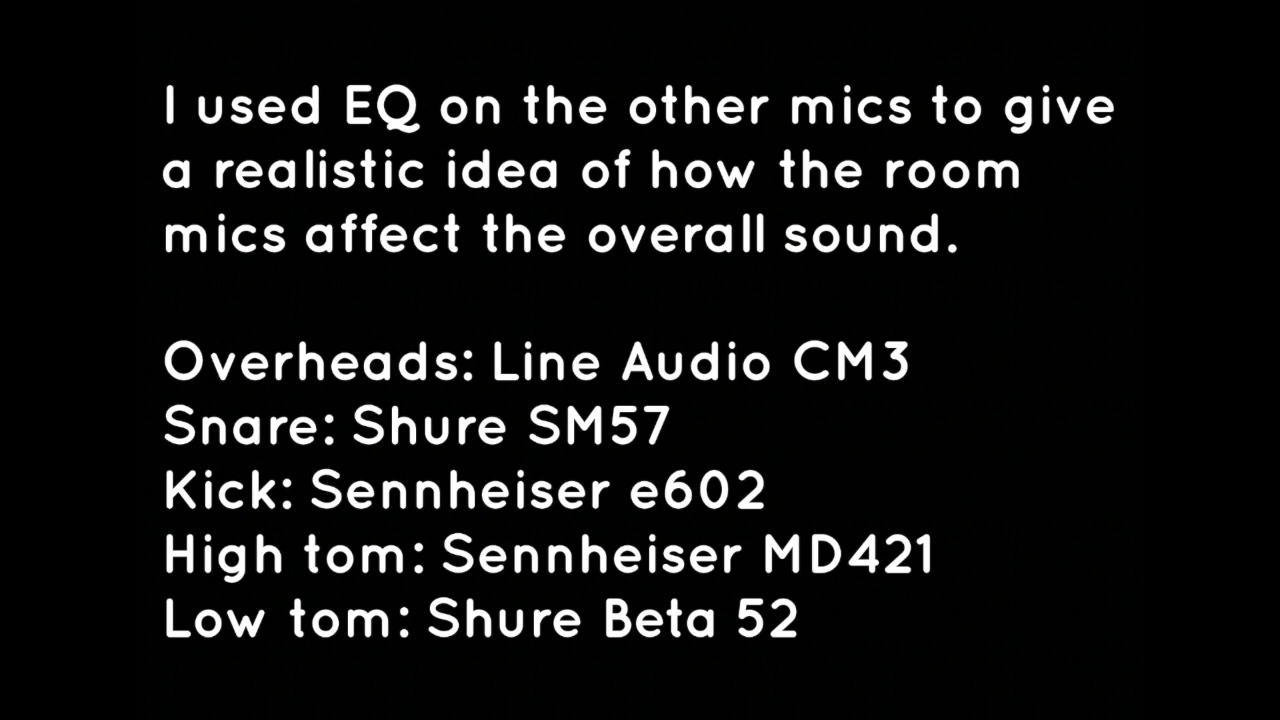 I used EQ on the other mics to give
a realistic idea of how the room
mics affect the overall sound.
Overheads: Line Audio CM3
Snare: Shure SM57
Kick: Sennheiser e602
High tom: Sennheiser MD421
Low tom: Shure Beta 52